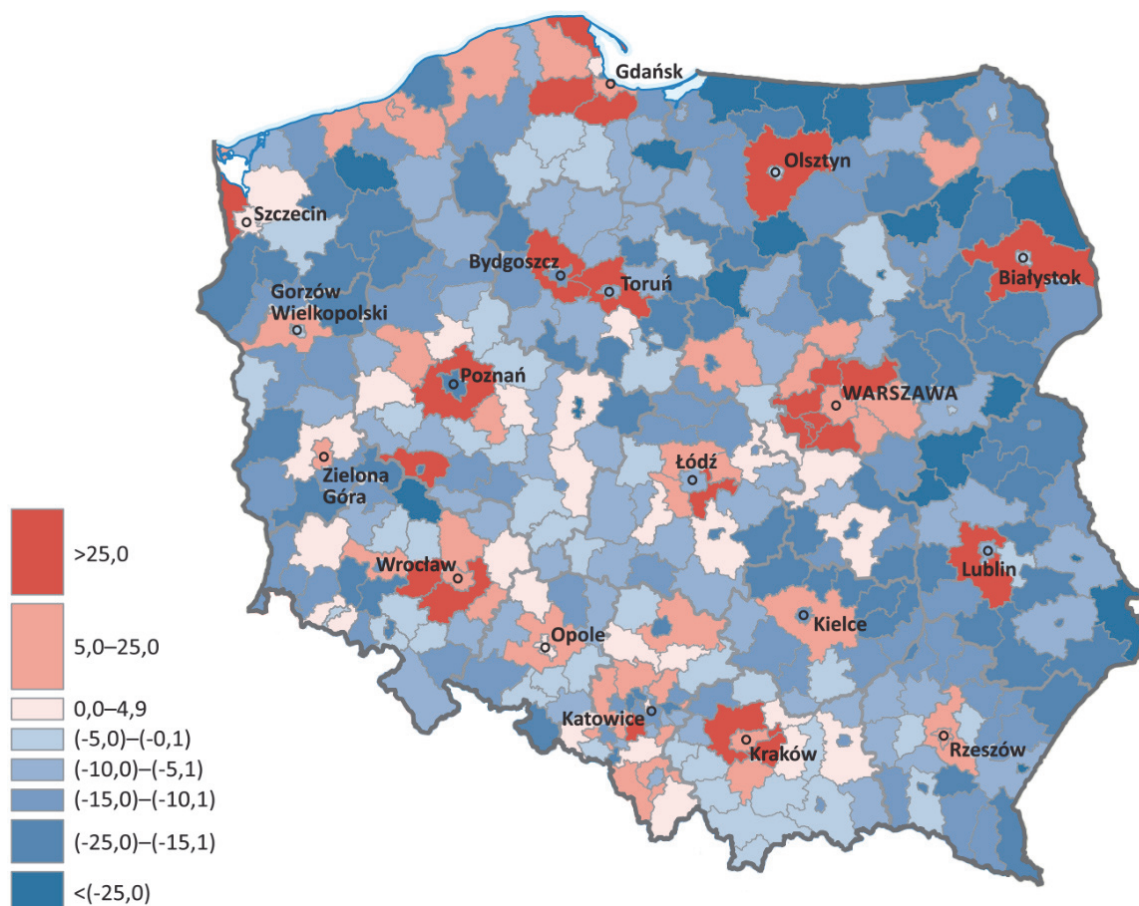 Gdańsk
Olsztyn
Szczecin
Białystok
Bydgoszcz
Toruń
Gorzów
Wielkopolski
Poznań
WARSZAWA
Zielona
Góra
Łódź
Wrocław
Lublin
Opole
Kielce
Katowice
Kraków
Rzeszów
>25,0
5,0–25,0
0,0–4,9
(-5,0)–(-0,1)
(-10,0)–(-5,1)
(-15,0)–(-10,1)
(-25,0)–(-15,1)
<(-25,0)